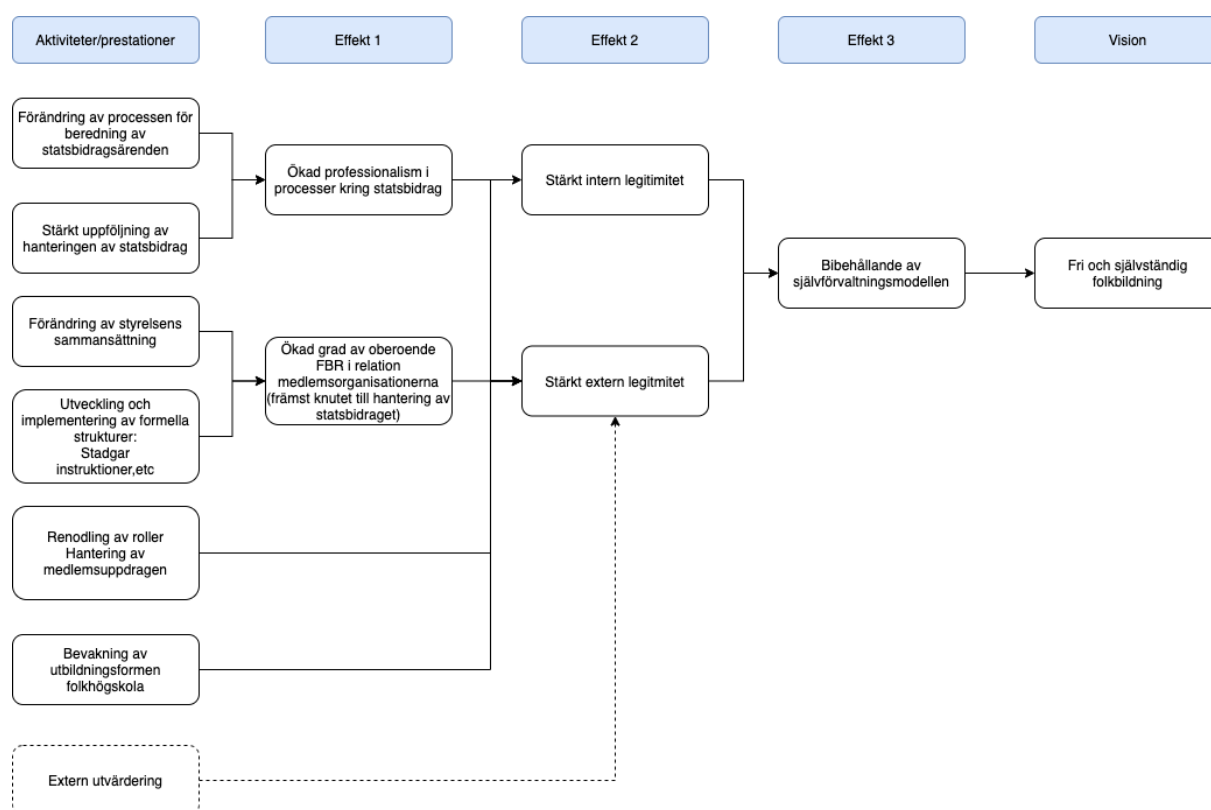 Aktiviteter/prestationer
Effekt 1
Effekt 2
Effekt 3
Vision
Förändring av processen för
beredning av
statsbidragsärenden
Stärkt uppföljning av
hanteringen av statsbidrag
Förändring av styrelsens
sammansättning
Utveckling och
implementering av formella
strukturer:
Stadgar
instruktioner,etc
Renodling av roller
Hantering av
medlemsuppdragen
Bevakning av
utbildningsformen
folkhögskola
Extern utvärdering
Ökad professionalism i
processer kring statsbidrag
Ökad grad av oberoende
FBR i relation
medlemsorganisationerna
(främst knutet till hantering av
statsbidraget)
Stärkt intern legitimitet
Stärkt extern legitmitet
Bibehållande av
självförvaltningsmodellen
Fri och självständig
folkbildning